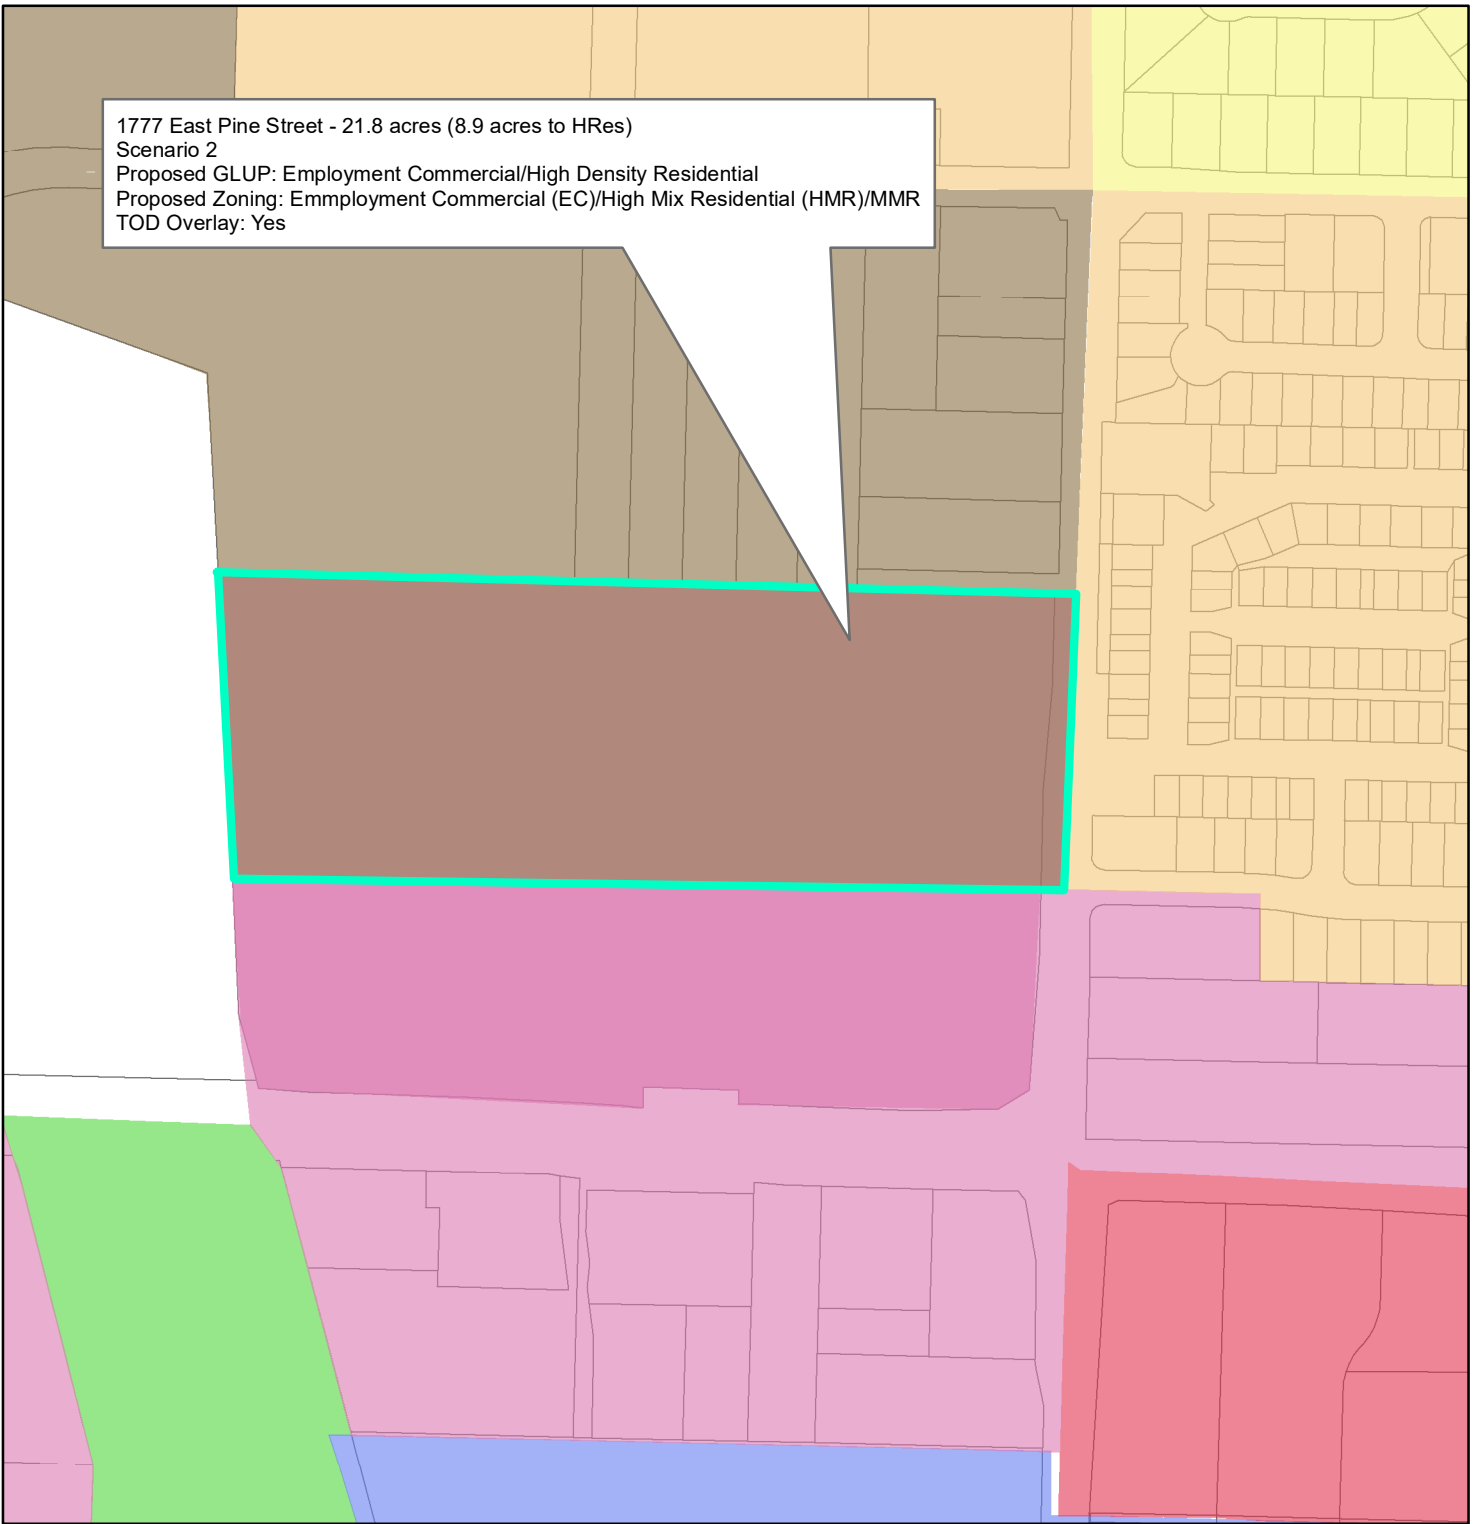 1777 East Pine Street - 21.8 acres (8.9 acres to HRes)
Scenario 2
Proposed GLUP: Employment Commercial/High Density Residential
Proposed Zoning: Emmployment Commercial (EC)/High Mix Residential (HMR)/MMR
TOD Overlay: Yes